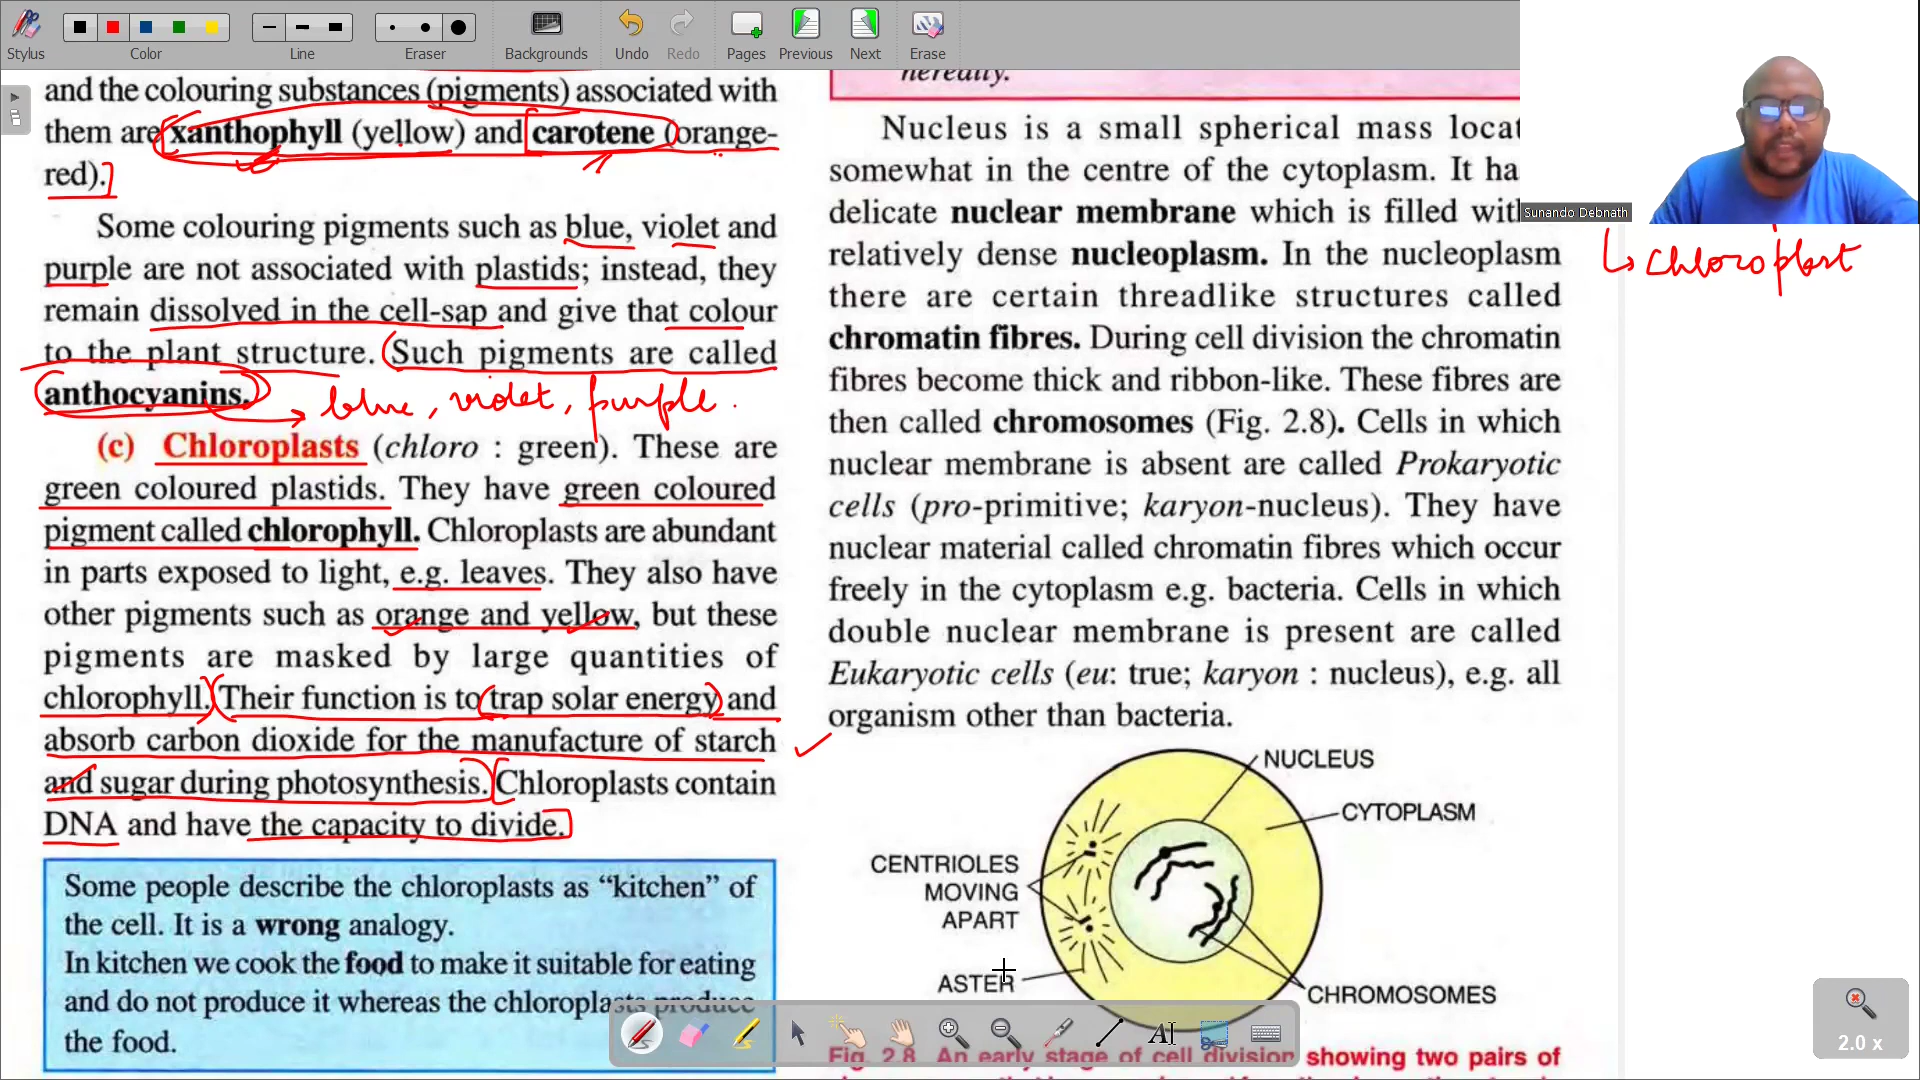 Stylus
Color
Line
Eraser
Backgrounds
Undo
Redo
Pages
Previous
Next
Erase
and the colouring substances (pigments) associated with
them are xanthophyll (yellow) and carotene (orange-
red).
Some colouring pigments such as blue, violet and
purple are not associated with plastids; instead, they
remain dissolved in the cell-sap and give that colour
to the plant structure. Such pigments are called
anthocyanins.
blue, violet, purple.
(c) Chloroplasts (chloro : green). These are
green coloured plastids. They have green coloured
pigment called chlorophyll. Chloroplasts are abundant
in parts exposed to light, e.g. leaves. They also have
other pigments such as orange and yellow, but these
pigments are masked by large quantities of
chlorophyll. Their function is to trap solar energy and
absorb carbon dioxide for the manufacture of starch
and sugar during photosynthesis. Chloroplasts contain
DNA and have the capacity to divide.
Some people describe the chloroplasts as “kitchen” of
the cell. It is a wrong analogy.
In kitchen we cook the food to make it suitable for eating
and do not produce it whereas the chloroplasts produce
the food.
heredity.
Nucleus is a small spherical mass locat
somewhat in the centre of the cytoplasm. It ha
delicate nuclear membrane which is filled with
relatively dense nucleoplasm. In the nucleoplasm
there are certain threadlike structures called
chromatin fibres. During cell division the chromatin
fibres become thick and ribbon-like. These fibres are
then called chromosomes (Fig. 2.8). Cells in which
nuclear membrane is absent are called Prokaryotic
cells (pro-primitive; karyon-nucleus). They have
nuclear material called chromatin fibres which occur
freely in the cytoplasm e.g. bacteria. Cells in which
double nuclear membrane is present are called
Eukaryotic cells (eu: true; karyon : nucleus), e.g. all
organism other than bacteria.
NUCLEUS
CYTOPLASM
CENTRIOLES
MOVING
APART
ASTER
CHROMOSOMES
Fig. 2.8 An early stage of cell division showing two pairs of
Sunando Debnath
chloroplast
2.0 x